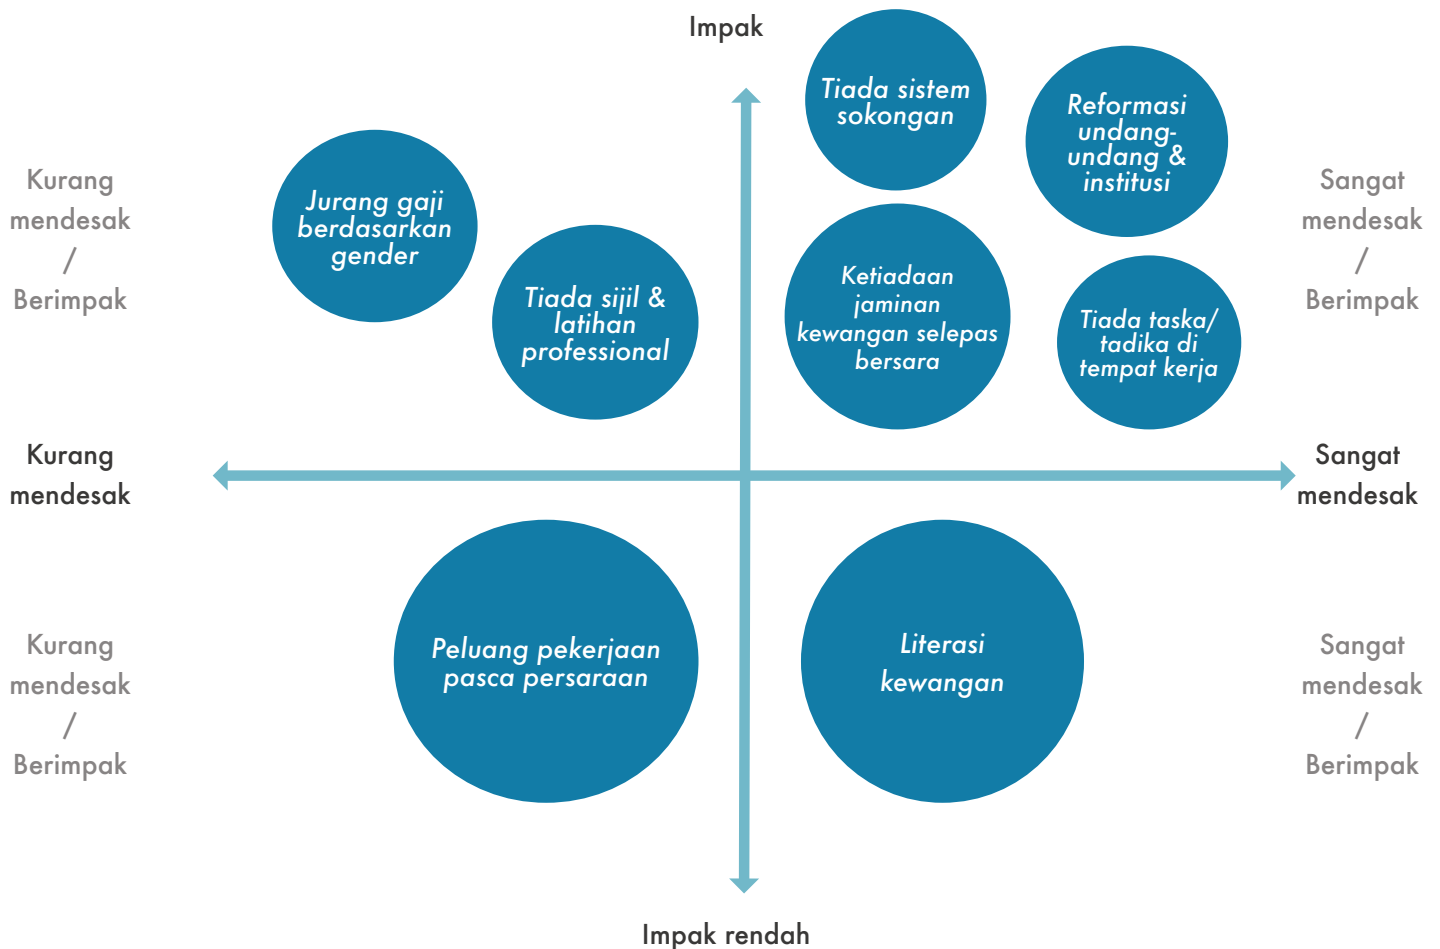 Impak
Tiada sistem
sokongan
Reformasi
undang-
undang &
institusi
Kurang
mendesak
/
Berimpak
Jurang gaji
berdasarkan
gender
Sangat
mendesak
/
Berimpak
Tiada sijil &
latihan
professional
Ketiadaan
jaminan
kewangan selepas
bersara
Tiada taska/
tadika di
tempat kerja
Kurang
mendesak
Sangat
mendesak
Kurang
mendesak
/
Berimpak
Peluang pekerjaan
pasca persaraan
Literasi
kewangan
Sangat
mendesak
/
Berimpak
Impak rendah